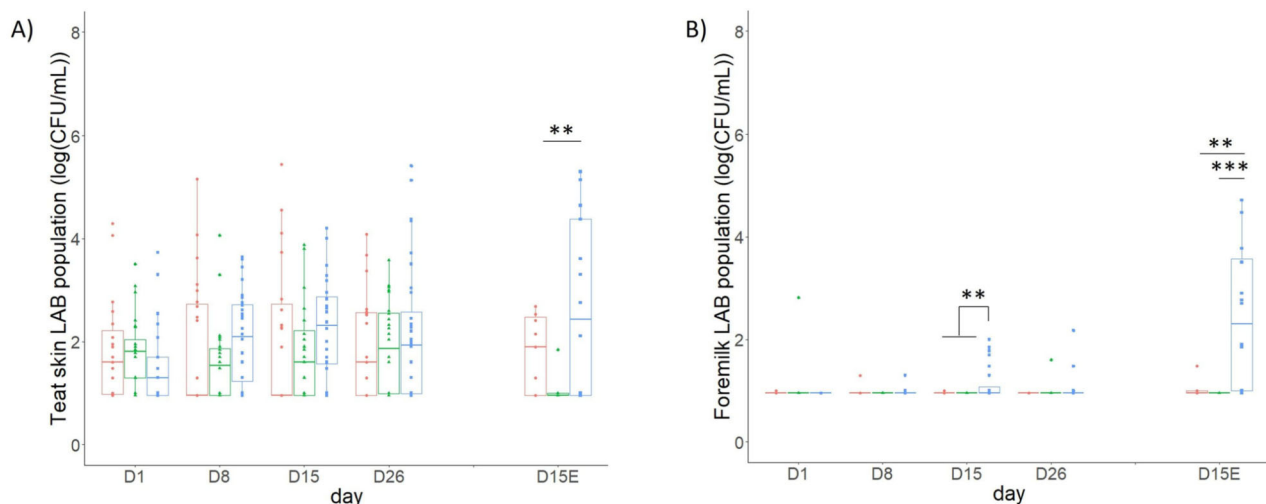 A)
Teat skin LAB population (log(CFU/mL))
8
6
4
2
0
**
D1 D8 D15 D26 D15E
day
B)
Foremilk LAB population (log(CFU/mL))
8
6
4
2
0
**
**
***
D1 D8 D15 D26 D15E
day